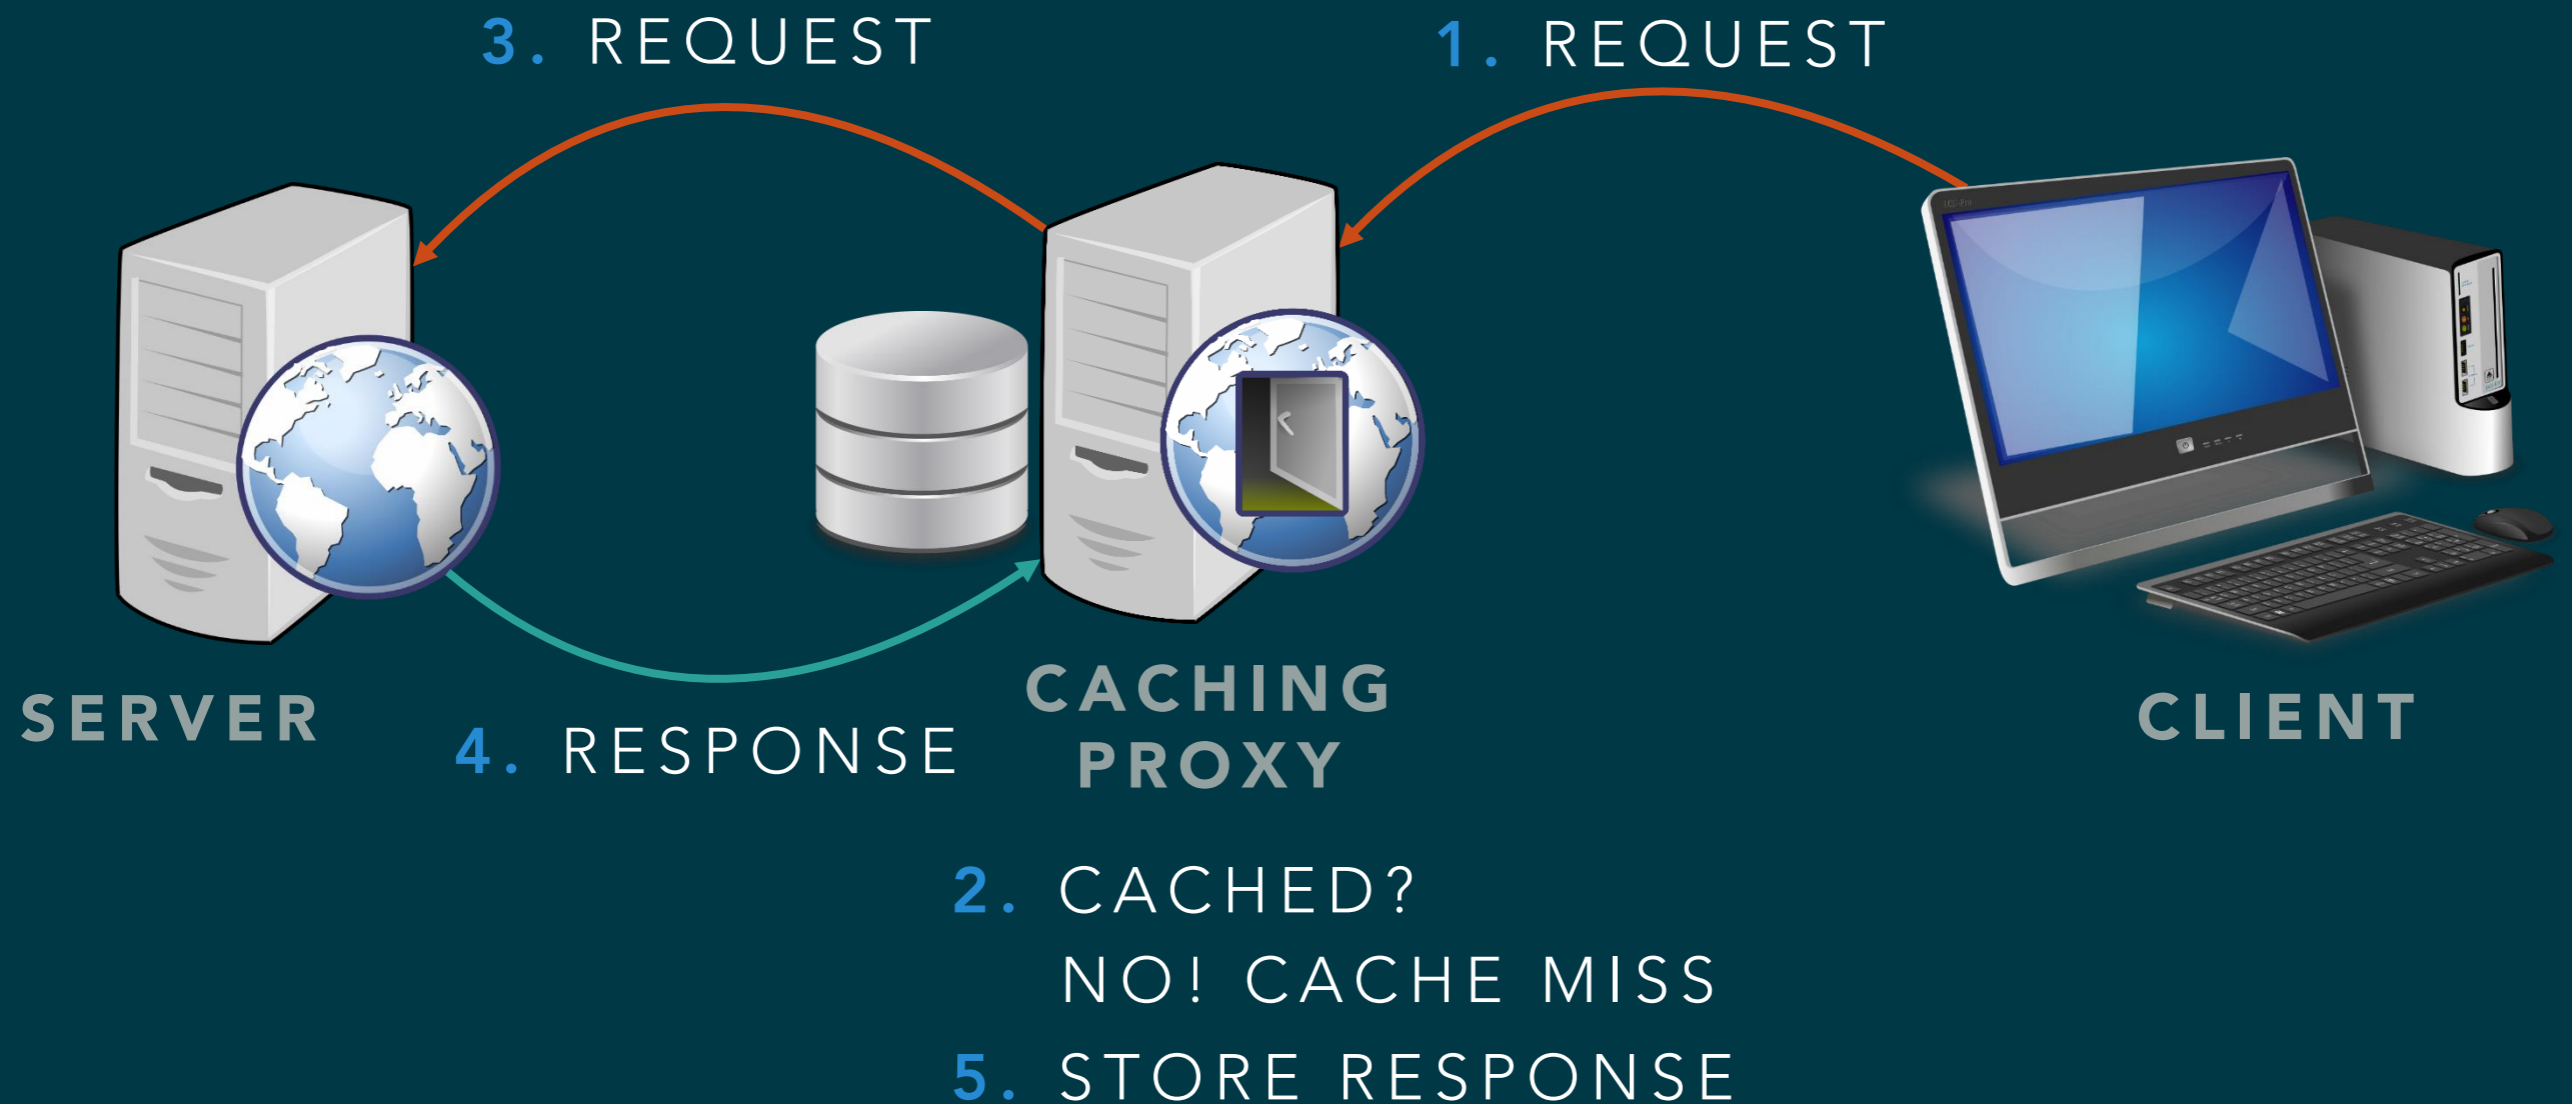 3. REQUEST
1. REQUEST
SERVER
4. RESPONSE
CACHING
PROXY
CLIENT
2. CACHED?
NO! CACHE MISS
5. STORE RESPONSE